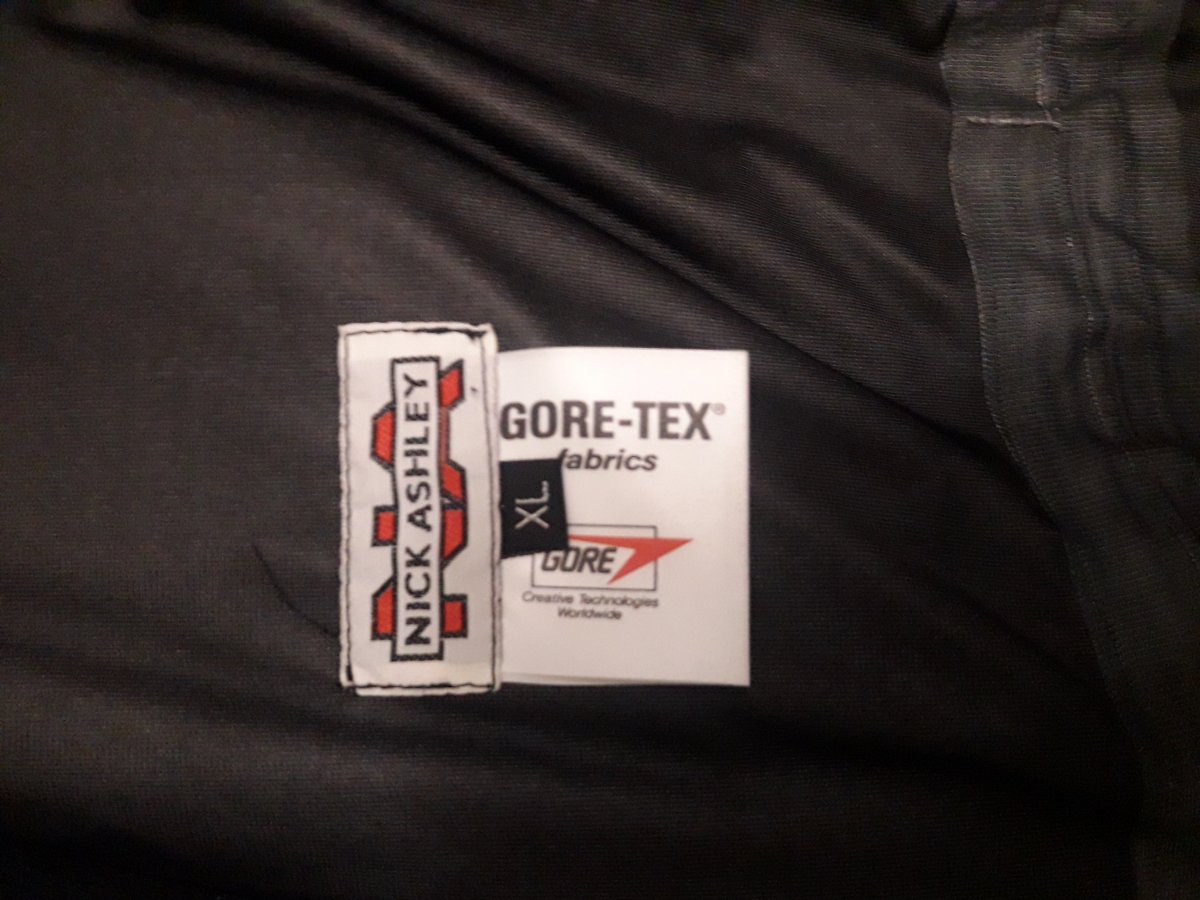 NICK ASHLEY
XL
GORE-TEX®
fabrics
GORE
Creative Technologies
Worldwide